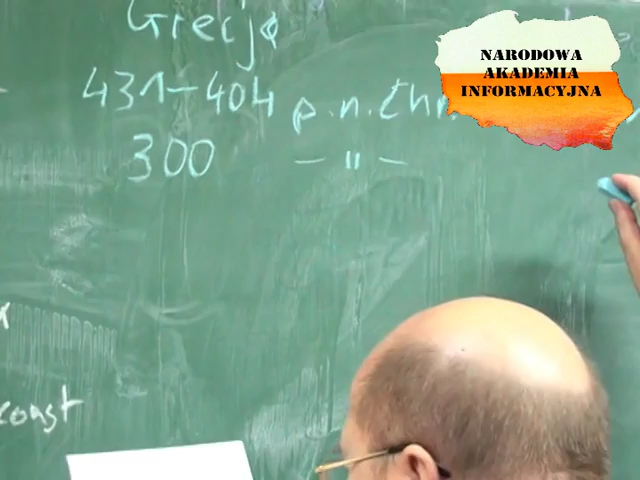 Grecja
431-404 p.n.Chr.
300 - " -
const
NARODOWA
AKADEMIA
INFORMACYJNA